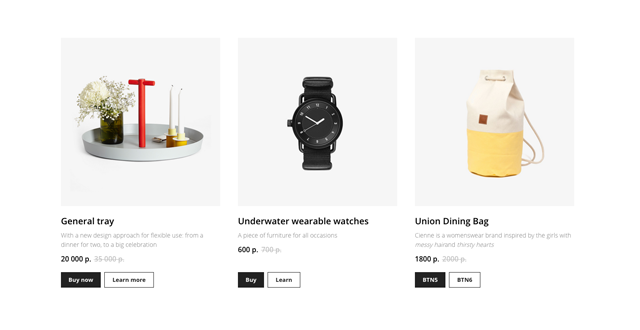 General tray
With a new design approach for flexible use: from a
dinner for two, to a big celebration
20 000 р. 35 000 р.
Buy now
Learn more
Underwater wearable watches
A piece of furniture for all occasions
600 р. 700 р.
Buy
Learn
Union Dining Bag
Cienne is a womenswear brand inspired by the girls with
messy hair and thirsty hearts
1800 р. 2000 р.
BTN5
BTN6